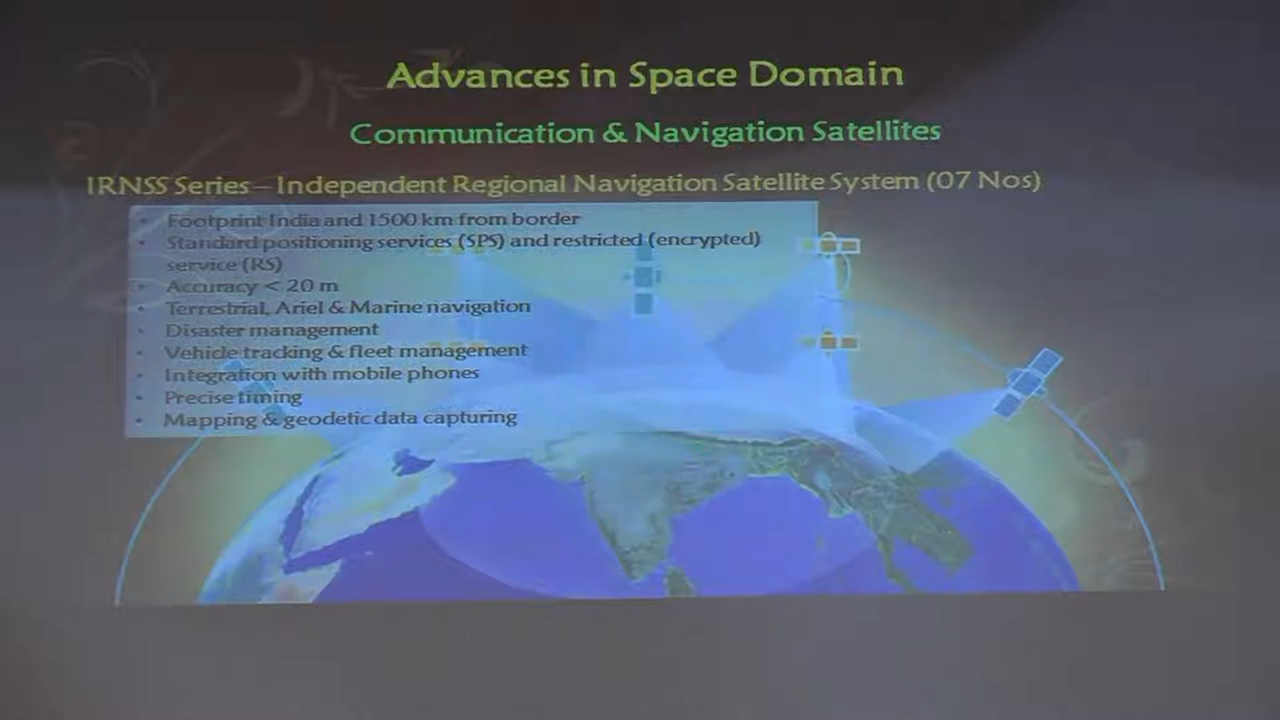 Advances in Space Domain
Communication & Navigation Satellites
IRNSS Series – Independent Regional Navigation Satellite System (07 Nos)
• Footprint India and 1500 km from border
• Standard positioning services (SPS) and restricted (encrypted)
service (RS)
• Accuracy < 20 m
• Terrestrial, Ariel & Marine navigation
• Disaster management
• Vehicle tracking & fleet management
• Integration with mobile phones
• Precise timing
• Mapping & geodetic data capturing